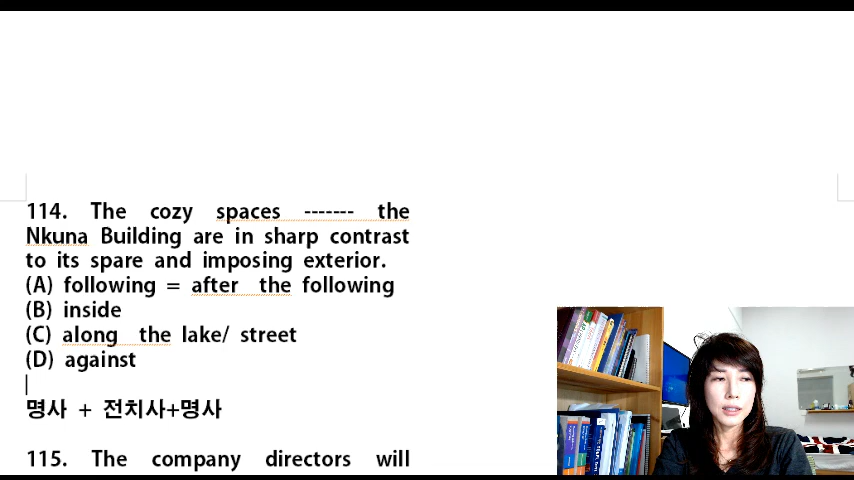 114. The cozy spaces ------- the
Nkuna Building are in sharp contrast
to its spare and imposing exterior.
(A) following = after the following
(B) inside
(C) along the lake/ street
(D) against
명사 + 전치사+명사
115. The company directors will